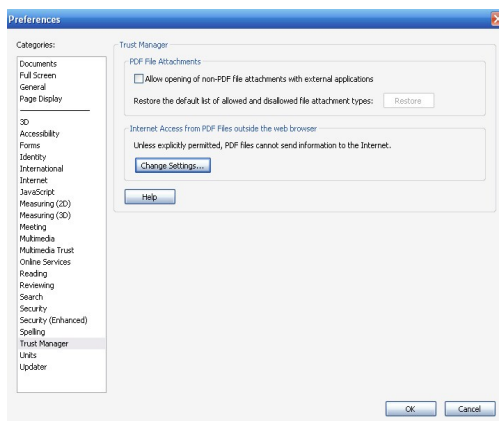 Preferences
Categories:
Documents
Full Screen
General
Page Display
3D
Accessibility
Forms
Identity
International
Internet
JavaScript
Measuring (2D)
Measuring (3D)
Meeting
Multimedia
Multimedia Trust
Online Services
Reading
Reviewing
Search
Security
Security (Enhanced)
Spelling
Trust Manager
Units
Updater
Trust Manager
PDF File Attachments
Allow opening of non-PDF file attachments with external applications
Restore the default list of allowed and disallowed file attachment types: Restore
Internet Access from PDF Files outside the web browser
Unless explicitly permitted, PDF files cannot send information to the Internet.
Change Settings...
Help
OK Cancel